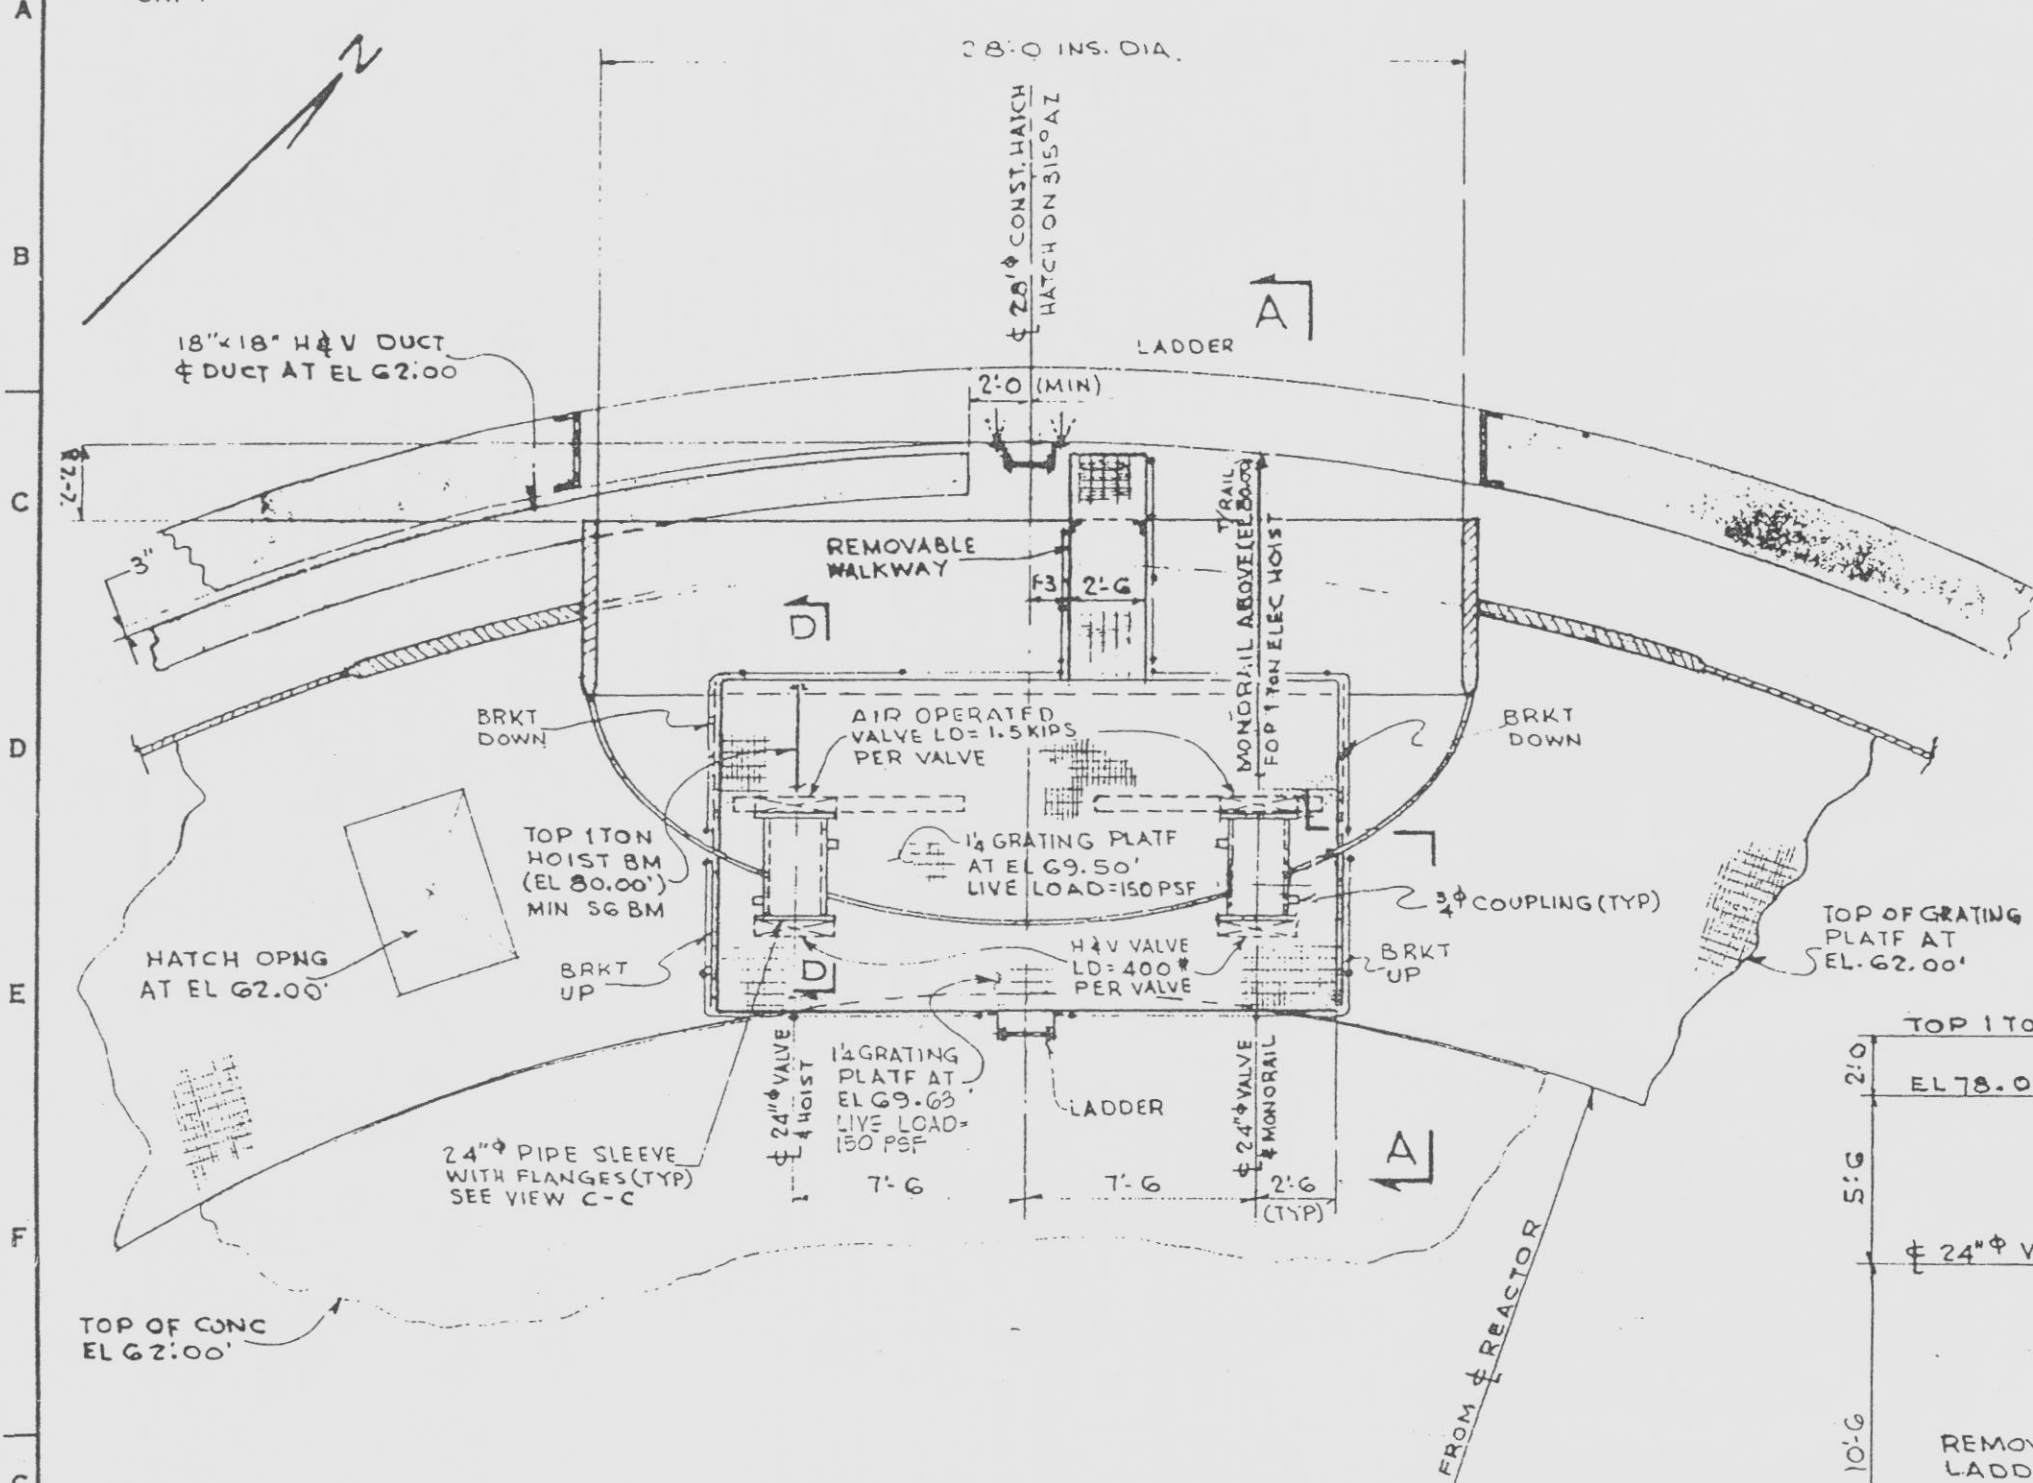 A
N
28'-0 INS. DIA.
℄ 28'φ CONST. HATCH
HATCH ON 315° AZ
B
A
18"x18" H&V DUCT
℄ DUCT AT EL 62.00
LADDER
2'-0 (MIN)
C
3"
REMOVABLE
WALKWAY
2'-6
T/RAIL
MONORAIL ABOVE (EL 80.00)
FOP 1 TON ELEC HOIST
D
D
BRKT
DOWN
AIR OPERATED
VALVE LD=1.5 KIPS
PER VALVE
BRKT
DOWN
TOP 1 TON
HOIST BM
(EL 80.00')
MIN SG BM
1¼ GRATING PLATF
AT EL 69.50'
LIVE LOAD=150 PSF
¾φ COUPLING (TYP)
TOP OF GRATING
PLATF AT
EL. 62.00'
HATCH OPNG
AT EL 62.00'
E
BRKT
UP
D
H&V VALVE
LD=400#
PER VALVE
BRKT
UP
℄ 24"φ VALVE
& HOIST
1¼ GRATING
PLATF AT
EL 69.63'
LIVE LOAD=
150 PSF
LADDER
℄ 24"φ VALVE
℄ MONORAIL
A
24"φ PIPE SLEEVE
WITH FLANGES (TYP)
SEE VIEW C-C
7'-6
7'-6
2'-6
(TYP)
TOP 1 TO
2'-0
EL 78.0
5'-6
℄ 24"φ V
10'-6
F
TOP OF CONC
EL 62.00'
FROM ℄ REACTOR
REMOV
LADD